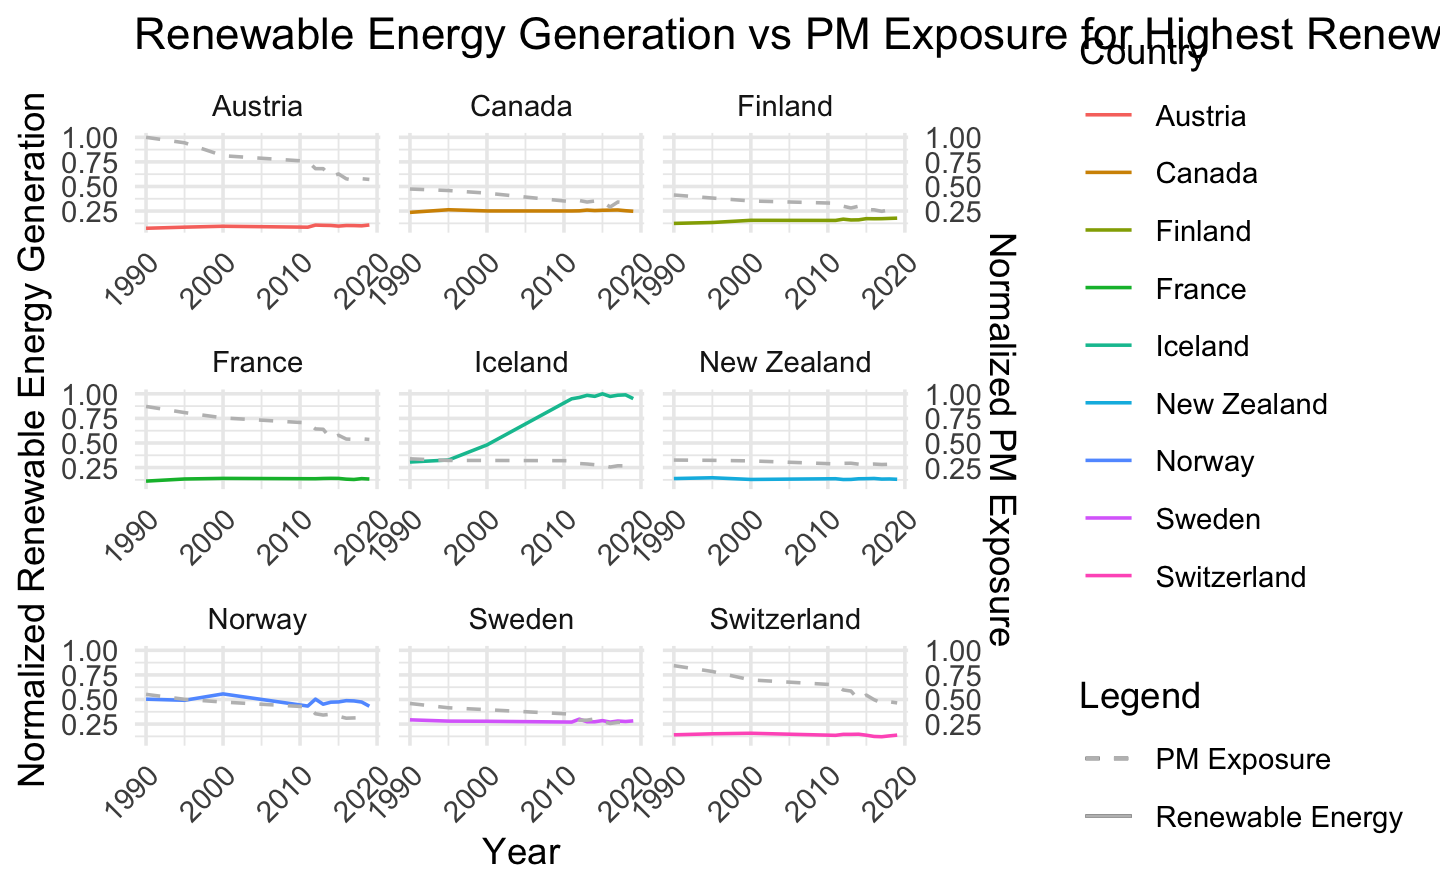 Renewable Energy Generation vs PM Exposure for Highest Renew
Normalized Renewable Energy Generation
Austria
Canada
Finland
1.00
0.75
0.50
0.25
1.00
0.75
0.50
0.25
1990
2000
2010
2020
1990
2000
2010
2020
1990
2000
2010
2020
France
Iceland
New Zealand
1.00
0.75
0.50
0.25
1.00
0.75
0.50
0.25
1990
2000
2010
2020
1990
2000
2010
2020
1990
2000
2010
2020
Norway
Sweden
Switzerland
1.00
0.75
0.50
0.25
1.00
0.75
0.50
0.25
1990
2000
2010
2020
1990
2000
2010
2020
1990
2000
2010
2020
Year
Normalized PM Exposure
Country
Austria
Canada
Finland
France
Iceland
New Zealand
Norway
Sweden
Switzerland
Legend
PM Exposure
Renewable Energy